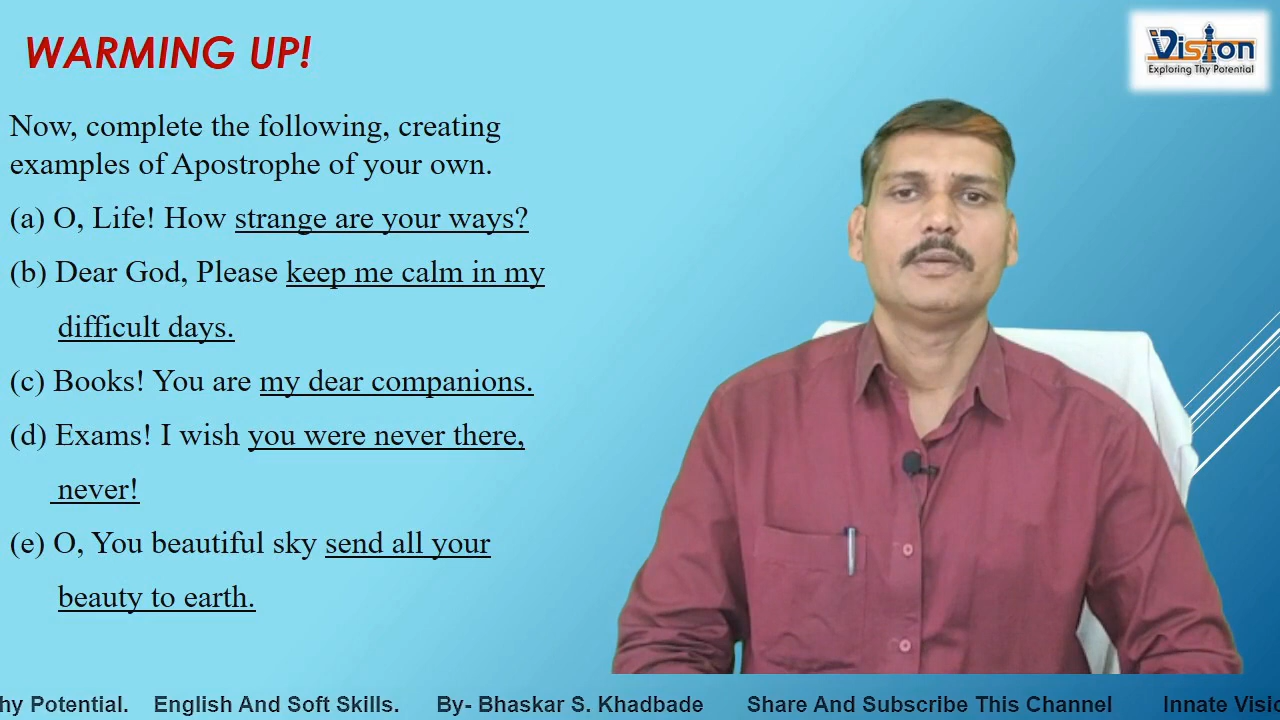 WARMING UP!
Vision
Exploring Thy Potential
Now, complete the following, creating
examples of Apostrophe of your own.
(a) O, Life! How strange are your ways?
(b) Dear God, Please keep me calm in my
difficult days.
(c) Books! You are my dear companions.
(d) Exams! I wish you were never there,
never!
(e) O, You beautiful sky send all your
beauty to earth.
hy Potential. English And Soft Skills. By- Bhaskar S. Khadbade Share And Subscribe This Channel Innate Visio